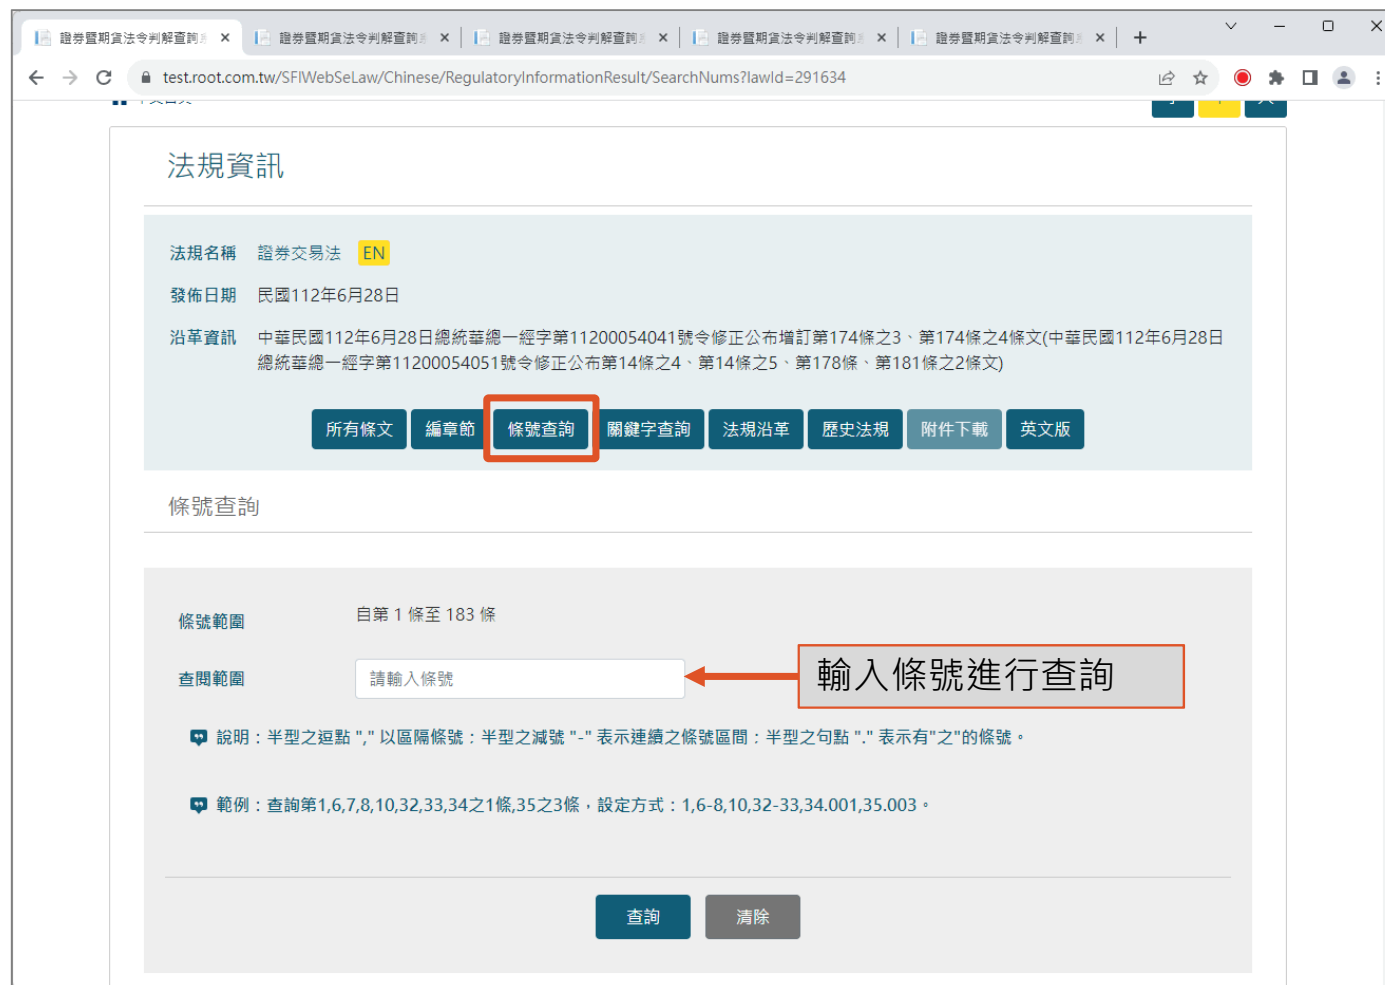 證券暨期貨法令判解查詢
證券暨期貨法令判解查詢
證券暨期貨法令判解查詢
證券暨期貨法令判解查詢
證券暨期貨法令判解查詢
test.root.com.tw/SFIWebSeLaw/Chinese/RegulatoryInformationResult/SearchNums?lawId=291634
法規資訊
法規名稱 證券交易法 EN
發佈日期 民國112年6月28日
沿革資訊 中華民國112年6月28日總統華總一經字第11200054041號令修正公布增訂第174條之3、第174條之4條文(中華民國112年6月28日
總統華總一經字第11200054051號令修正公布第14條之4、第14條之5、第178條、第181條之2條文)
所有條文 編章節 條號查詢 關鍵字查詢 法規沿革 歷史法規 附件下載 英文版
條號查詢
條號範圍 自第 1 條至 183 條
查閱範圍 請輸入條號
輸入條號進行查詢
說明：半型之逗點 "," 以區隔條號；半型之減號 "-" 表示連續之條號區間；半型之句點 "." 表示有"之"的條號。
範例：查詢第1,6,7,8,10,32,33,34之1條,35之3條，設定方式：1,6-8,10,32-33,34.001,35.003。
查詢 清除